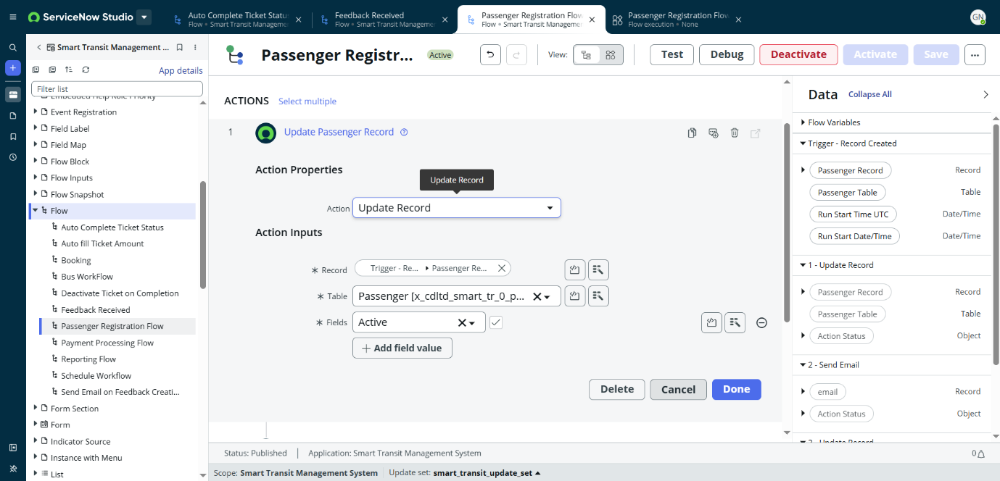 ServiceNow Studio
Auto Complete Ticket Statu
Flow • Smart Transit Manageme
Feedback Received
Flow • Smart Transit Manageme
Passenger Registration Flow
Flow • Smart Transit Manageme
Passenger Registration Flow
Flow execution • None
GN
Smart Transit Management ...
App details
Filter list
Embedded Help Role Priority
Event Registration
Field Label
Field Map
Flow Block
Flow Inputs
Flow Snapshot
Flow
Auto Complete Ticket Status
Auto fill Ticket Amount
Booking
Bus WorkFlow
Deactivate Ticket on Completion
Feedback Received
Passenger Registration Flow
Payment Processing Flow
Reporting Flow
Schedule Workflow
Send Email on Feedback Creati...
Form Section
Form
Indicator Source
Instance with Menu
List
Passenger Registr...
Active
View:
Test
Debug
Deactivate
Activate
Save
ACTIONS
Select multiple
1
Update Passenger Record
Action Properties
Update Record
Action
Update Record
Action Inputs
* Record
Trigger - Re...
Passenger Re...
* Table
Passenger [x_cdltd_smart_tr_0_p...
* Fields
Active
+ Add field value
Delete
Cancel
Done
Data
Collapse All
Flow Variables
Trigger - Record Created
Passenger Record
Record
Passenger Table
Table
Run Start Time UTC
Date/Time
Run Start Date/Time
Date/Time
1 - Update Record
Passenger Record
Record
Passenger Table
Table
Action Status
Object
2 - Send Email
email
Record
Action Status
Object
3 - Update Record
Status: Published
Application: Smart Transit Management System
0
Scope: Smart Transit Management System
Update set: smart_transit_update_set